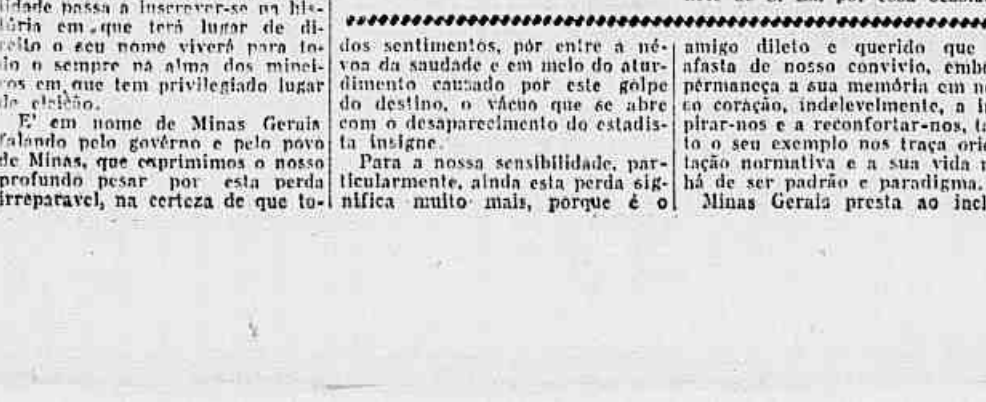 lidade passa a inscrever-se na his-
tória em que terá lugar de di-
reito o seu nome viverá para to-
do o sempre na alma dos minei-
ros em que tem privilegiado lugar
de eleição.
E' em nome de Minas Gerais
falando pelo govêrno e pelo povo
de Minas, que exprimimos o nosso
profundo pesar por esta perda
irreparavel, na certeza de que to-
dos sentimentos, pór entre a né-
voa da saudade e em meio do atur-
dimento causado por este golpe
do destino, o vácuo que se abre
com o desaparecimento do estadis-
ta insigne.
Para a nossa sensibilidade, par-
ticularmente, ainda esta perda sig-
nifica muito mais, porque é o
amigo dileto e querido que
afasta de nosso convivio, emb
permaneça a sua memória em n
so coração, indelevelmente, a i
pirar-nos e a reconfortar-nos, ta
to o seu exemplo nos traça orie
tação normativa e a sua vida n
há de ser padrão e paradigma.
Minas Gerais presta ao incl